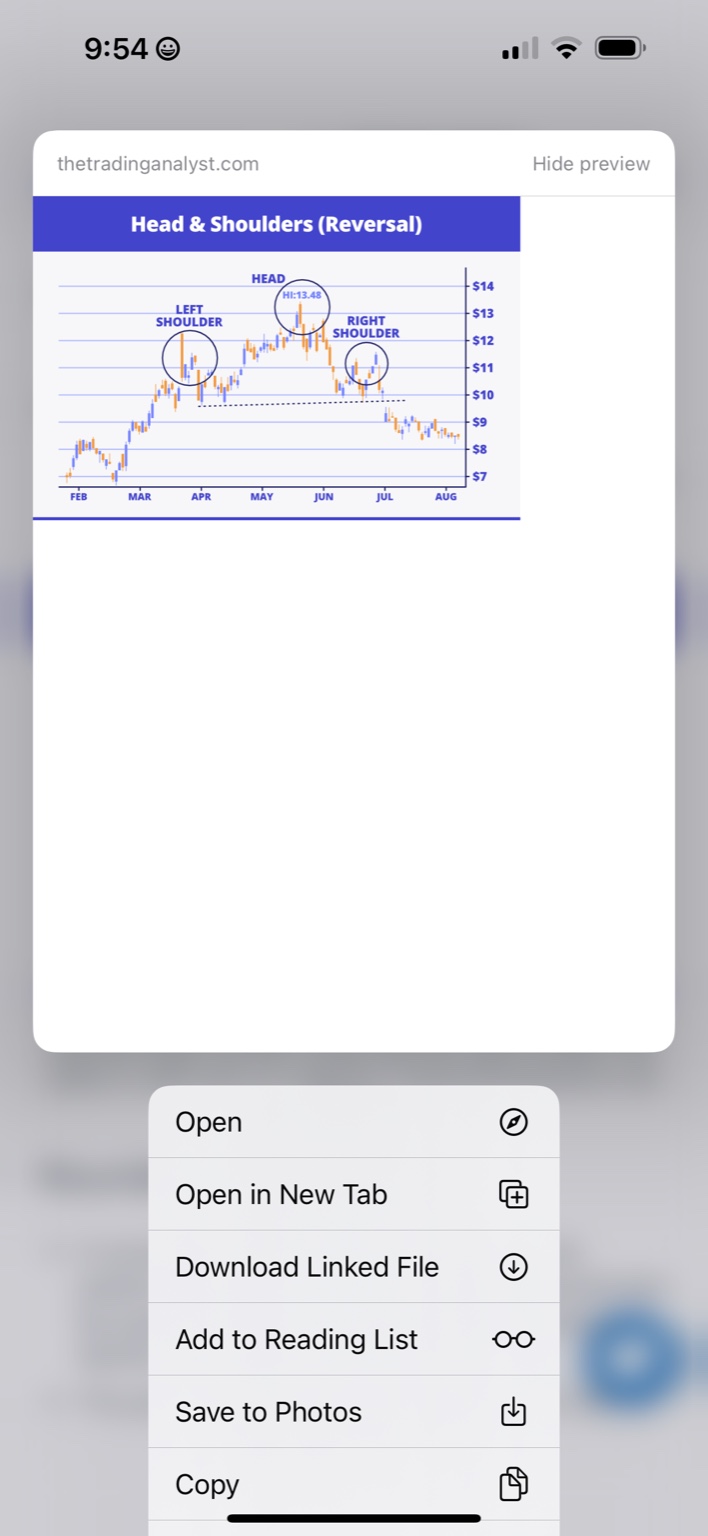 9:54
thetradinganalyst.com Hide preview
Head & Shoulders (Reversal)
HEAD
HI:13.48
LEFT
SHOULDER
RIGHT
SHOULDER
$14
$13
$12
$11
$10
$9
$8
$7
FEB MAR APR MAY JUN JUL AUG
Open
Open in New Tab
Download Linked File
Add to Reading List
Save to Photos
Copy